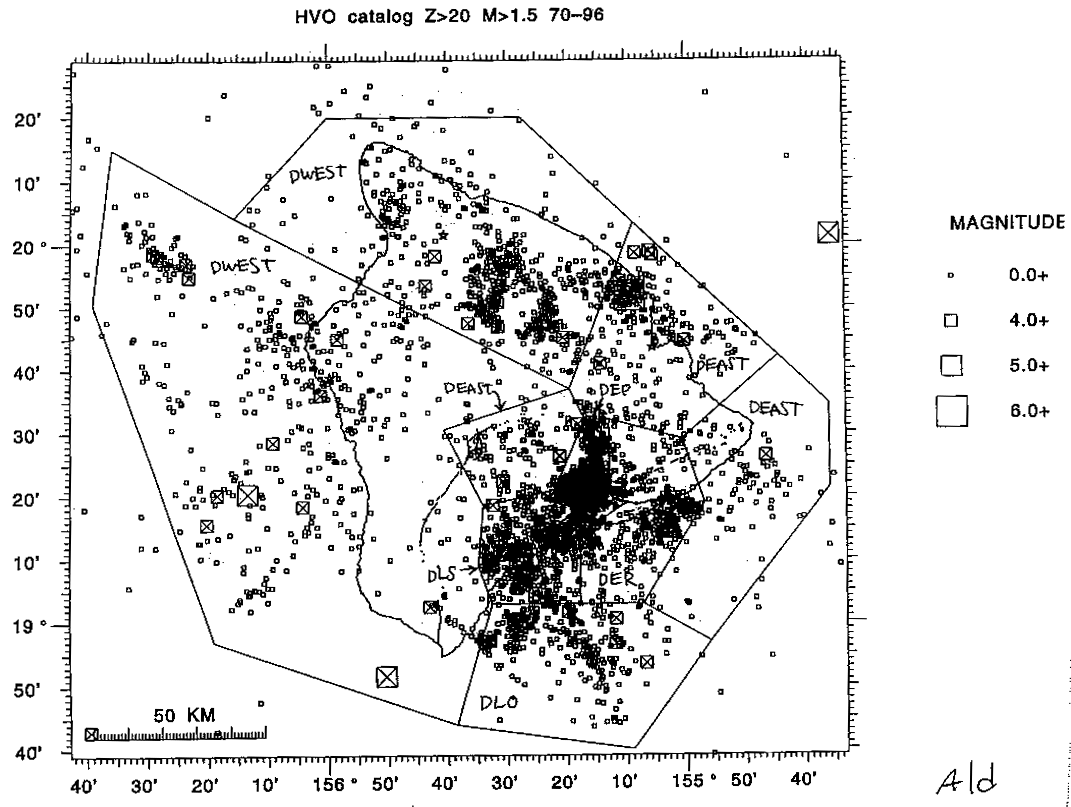 HVO catalog Z>20 M>1.5 70–96
20'
10'
20 °
50'
40'
30'
20'
10'
19 °
50'
40'
40'
30'
20'
10'
156 °
50'
40'
30'
20'
10'
155 °
50'
40'
DWEST
DWEST
DEAST
DEP
DEAST
DEAST
DLS
DER
DLO
50 KM
MAGNITUDE
0.0+
4.0+
5.0+
6.0+
A1d